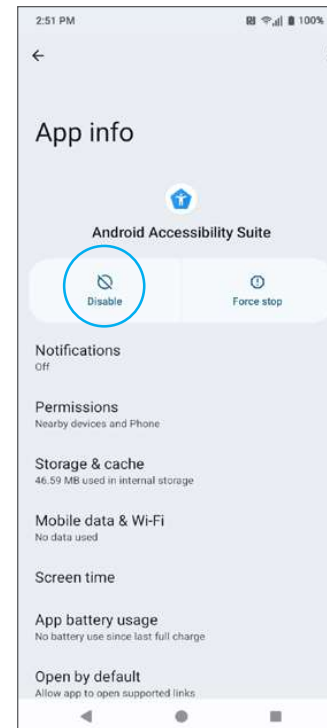 2:51 PM 100%
App info
Android Accessibility Suite
Disable Force stop
Notifications
Off
Permissions
Nearby devices and Phone
Storage & cache
46.59 MB used in internal storage
Mobile data & Wi-Fi
No data used
Screen time
App battery usage
No battery use since last full charge
Open by default
Allow app to open supported links